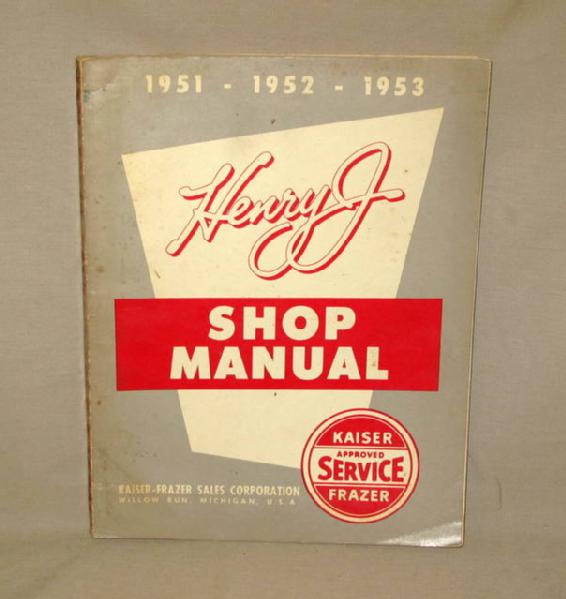 1951 - 1952 - 1953
Henry J
SHOP
MANUAL
KAISER
APPROVED
SERVICE
FRAZER
KAISER-FRAZER SALES CORPORATION
WILLOW RUN, MICHIGAN, U.S.A